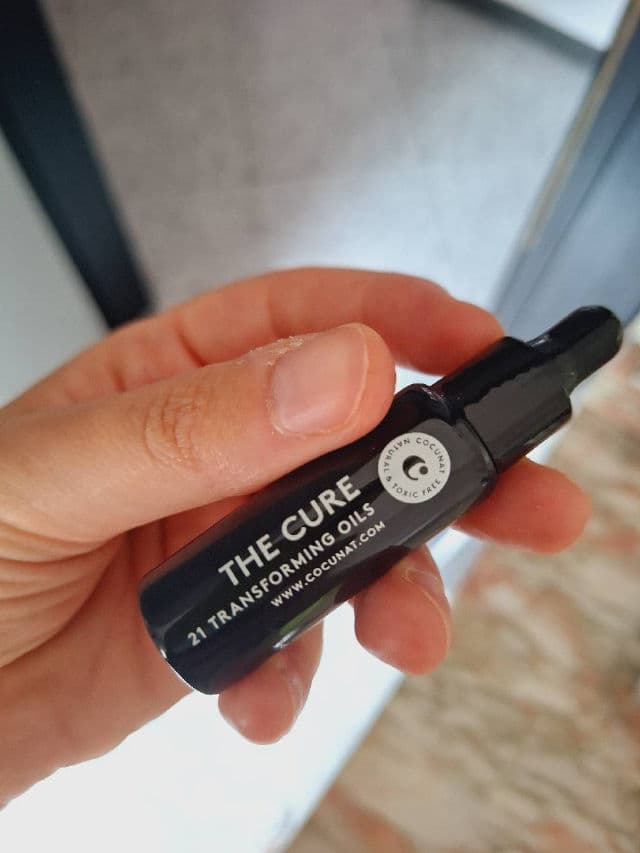 THE CURE
21 TRANSFORMING OILS
WWW.COCUNAT.COM
COCUNAT
NATURAL & TOXIC FREE